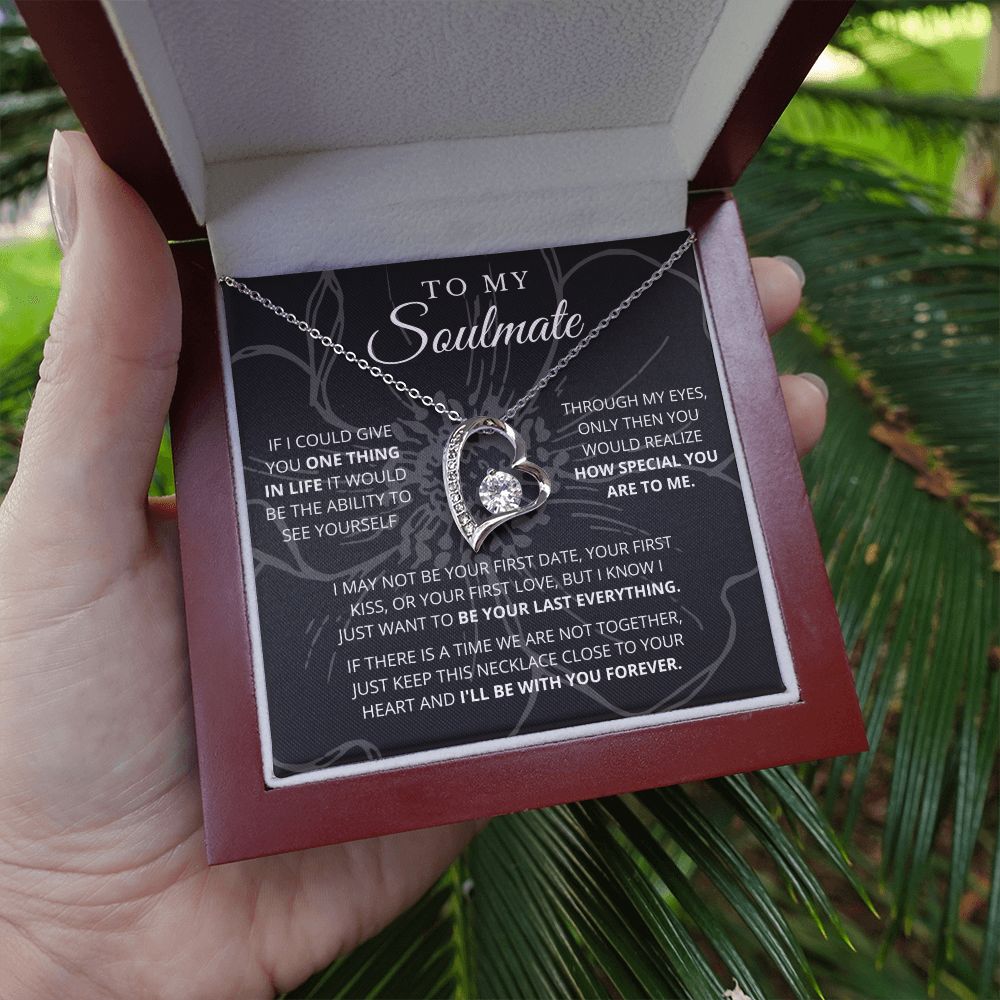 TO MY
Soulmate
IF I COULD GIVE
YOU ONE THING
IN LIFE IT WOULD
BE THE ABILITY TO
SEE YOURSELF
THROUGH MY EYES,
ONLY THEN YOU
WOULD REALIZE
HOW SPECIAL YOU
ARE TO ME.
I MAY NOT BE YOUR FIRST DATE, YOUR FIRST
KISS, OR YOUR FIRST LOVE, BUT I KNOW I
JUST WANT TO BE YOUR LAST EVERYTHING.
IF THERE IS A TIME WE ARE NOT TOGETHER,
JUST KEEP THIS NECKLACE CLOSE TO YOUR
HEART AND I'LL BE WITH YOU FOREVER.